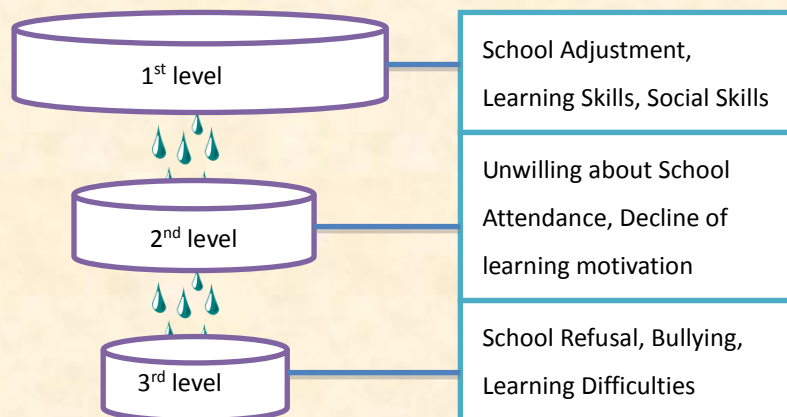 1st level
School Adjustment,
Learning Skills, Social Skills
2nd level
Unwilling about School
Attendance, Decline of
learning motivation
3rd level
School Refusal, Bullying,
Learning Difficulties